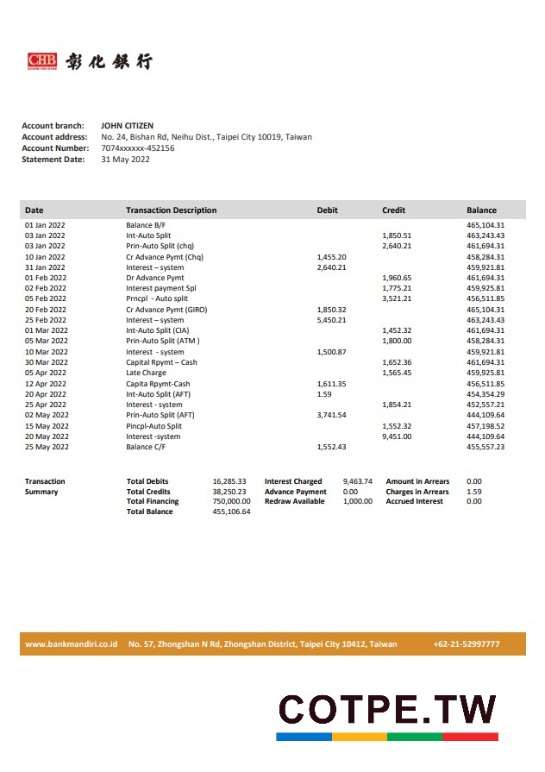 CHB 彰化銀行
Account branch: JOHN CITIZEN
Account address: No. 24, Bishan Rd, Neihu Dist., Taipei City 10019, Taiwan
Account Number: 7074xxxxxx-452156
Statement Date: 31 May 2022
Date Transaction Description Debit Credit Balance
01 Jan 2022 Balance B/F 465,104.31
03 Jan 2022 Int-Auto Split 1,850.51 463,243.43
03 Jan 2022 Prin-Auto Split (chq) 2,640.21 461,694.31
10 Jan 2022 Cr Advance Pymt (Chq) 1,455.20 458,284.31
31 Jan 2022 Interest – system 2,640.21 459,921.81
01 Feb 2022 Dr Advance Pymt 1,960.65 461,694.31
02 Feb 2022 Interest payment Spl 1,775.21 459,925.81
05 Feb 2022 Prncpl - Auto split 3,521.21 456,511.85
20 Feb 2022 Cr Advance Pymt (GIRO) 1,850.32 465,104.31
25 Feb 2022 Interest – system 5,450.21 463,243.43
01 Mar 2022 Int-Auto Split (CIA) 1,452.32 461,694.31
05 Mar 2022 Prin-Auto Split (ATM ) 1,800.00 458,284.31
10 Mar 2022 Interest - system 1,500.87 459,921.81
30 Mar 2022 Capital Rpymt – Cash 1,652.36 461,694.31
05 Apr 2022 Late Charge 1,565.45 459,925.81
12 Apr 2022 Capita Rpymt-Cash 1,611.35 456,511.85
20 Apr 2022 Int-Auto Split (AFT) 1.59 454,354.29
25 Apr 2022 Interest - system 1,854.21 452,557.21
02 May 2022 Prin-Auto Split (AFT) 3,741.54 444,109.64
15 May 2022 Pincpl-Auto Split 1,552.32 457,198.52
20 May 2022 Interest -system 9,451.00 444,109.64
25 May 2022 Balance C/F 1,552.43 455,557.23
Transaction Total Debits 16,285.33 Interest Charged 9,463.74 Amount in Arrears 0.00
Summary Total Credits 38,250.23 Advance Payment 0.00 Charges in Arrears 1.59
Total Financing 750,000.00 Redraw Available 1,000.00 Accrued Interest 0.00
Total Balance 455,106.64
www.bankmandiri.co.id No. 57, Zhongshan N Rd, Zhongshan District, Taipei City 10412, Taiwan +62-21-52997777
COTPE.TW